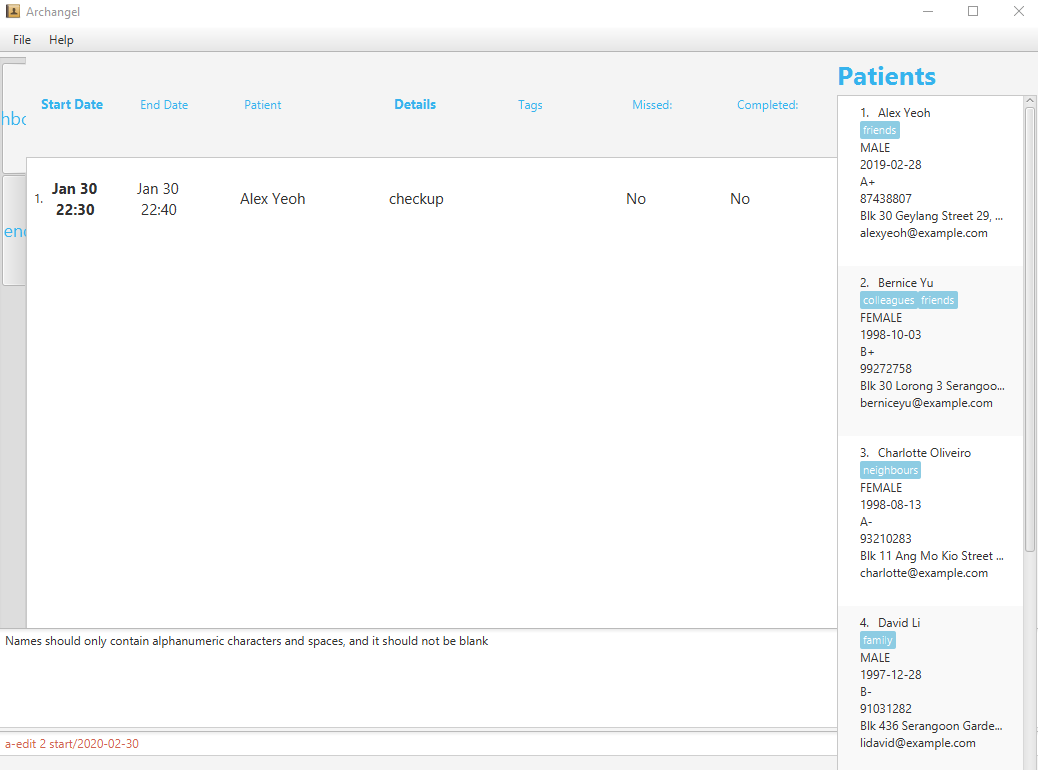 Archangel
File Help
hbo
end
Start Date End Date Patient Details Tags Missed: Completed:
1. Jan 30 22:30 Jan 30 22:40 Alex Yeoh checkup No No
Names should only contain alphanumeric characters and spaces, and it should not be blank
a-edit 2 start/2020-02-30
Patients
1. Alex Yeoh
friends
MALE
2019-02-28
A+
87438807
Blk 30 Geylang Street 29, ...
alexyeoh@example.com
2. Bernice Yu
colleagues friends
FEMALE
1998-10-03
B+
99272758
Blk 30 Lorong 3 Serangoo...
berniceyu@example.com
3. Charlotte Oliveiro
neighbours
FEMALE
1998-08-13
A-
93210283
Blk 11 Ang Mo Kio Street ...
charlotte@example.com
4. David Li
family
MALE
1997-12-28
B-
91031282
Blk 436 Serangoon Garde...
lidavid@example.com